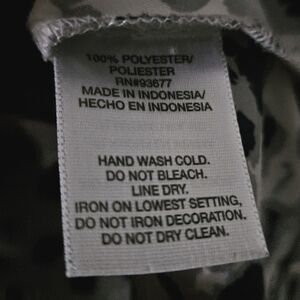 100% POLYESTER/
POLIESTER
RN#93677
MADE IN INDONESIA/
HECHO EN INDONESIA
HAND WASH COLD.
DO NOT BLEACH.
LINE DRY.
IRON ON LOWEST SETTING,
DO NOT IRON DECORATION.
DO NOT DRY CLEAN.